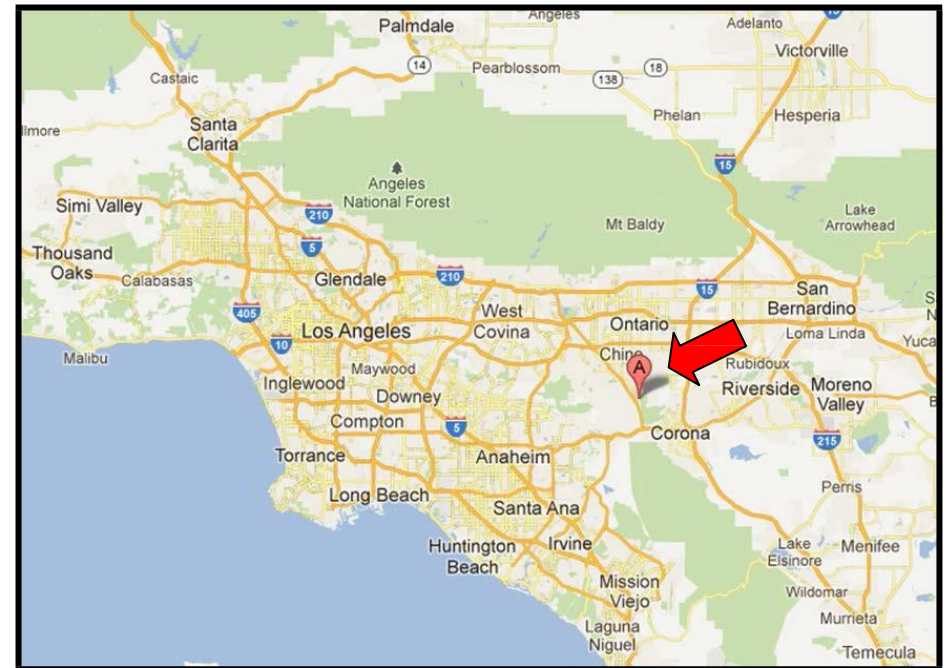 Palmdale
Angeles
Adelanto
15
Victorville
Castaic
14
Pearblossom
138
18
Phelan
Hesperia
llmore
Santa
Clarita
15
Angeles
National Forest
Simi Valley
210
Mt Baldy
Lake
Arrowhead
Thousand
Oaks
5
Calabasas
Glendale
210
15
San
Bernardino
S
N
405
West
Covina
Ontario
Los Angeles
Loma Linda
Yuca
10
Malibu
Maywood
Chino
A
Rubidoux
Inglewood
Riverside
Moreno
Valley
B
Downey
Compton
5
Corona
215
Torrance
Anaheim
Long Beach
Perris
Santa Ana
Huntington
Beach
Irvine
Lake
Elsinore
Menifee
Mission
Viejo
Wildomar
Laguna
Niguel
Murrieta
Temecula